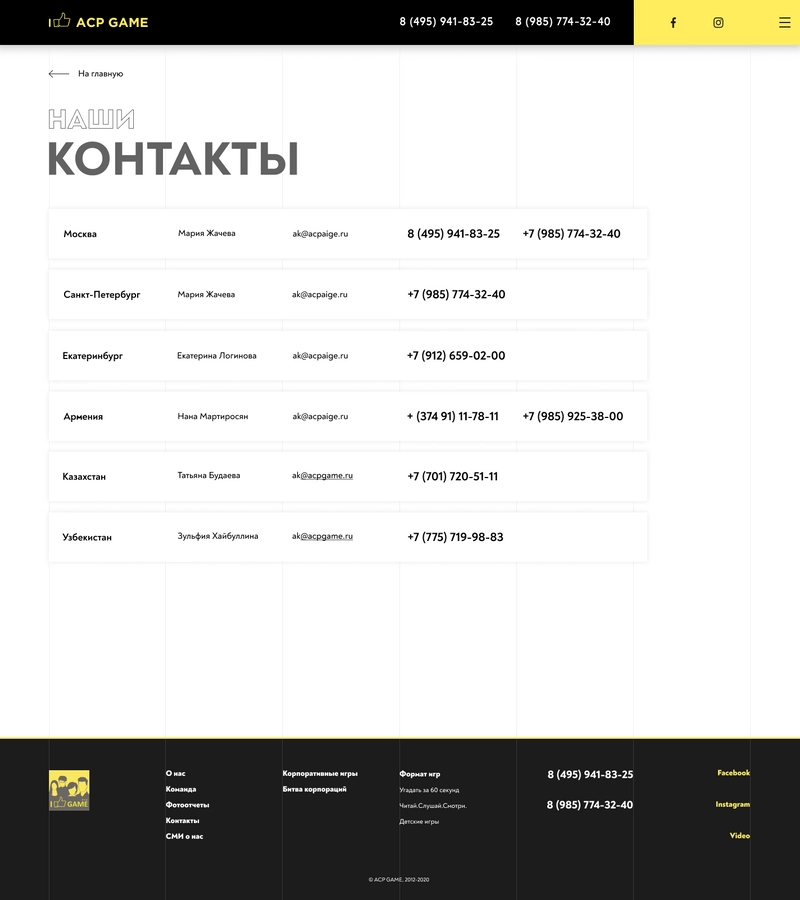 I ACP GAME
8 (495) 941-83-25 8 (985) 774-32-40
На главную
НАШИ
КОНТАКТЫ
Москва Мария Жачева ak@acpaige.ru 8 (495) 941-83-25 +7 (985) 774-32-40
Санкт-Петербург Мария Жачева ak@acpaige.ru +7 (985) 774-32-40
Екатеринбург Екатерина Логинова ak@acpaige.ru +7 (912) 659-02-00
Армения Нана Мартиросян ak@acpaige.ru + (374 91) 11-78-11 +7 (985) 925-38-00
Казахстан Татьяна Будаева ak@acpgame.ru +7 (701) 720-51-11
Узбекистан Зульфия Хайбуллина ak@acpgame.ru +7 (775) 719-98-83
I GAME
О нас
Команда
Фотоотчеты
Контакты
СМИ о нас
Корпоративные игры
Битва корпораций
Формат игр
Угадать за 60 секунд
Читай.Слушай.Смотри.
Детские игры
8 (495) 941-83-25
8 (985) 774-32-40
Facebook
Instagram
Video
© ACP GAME, 2012-2020